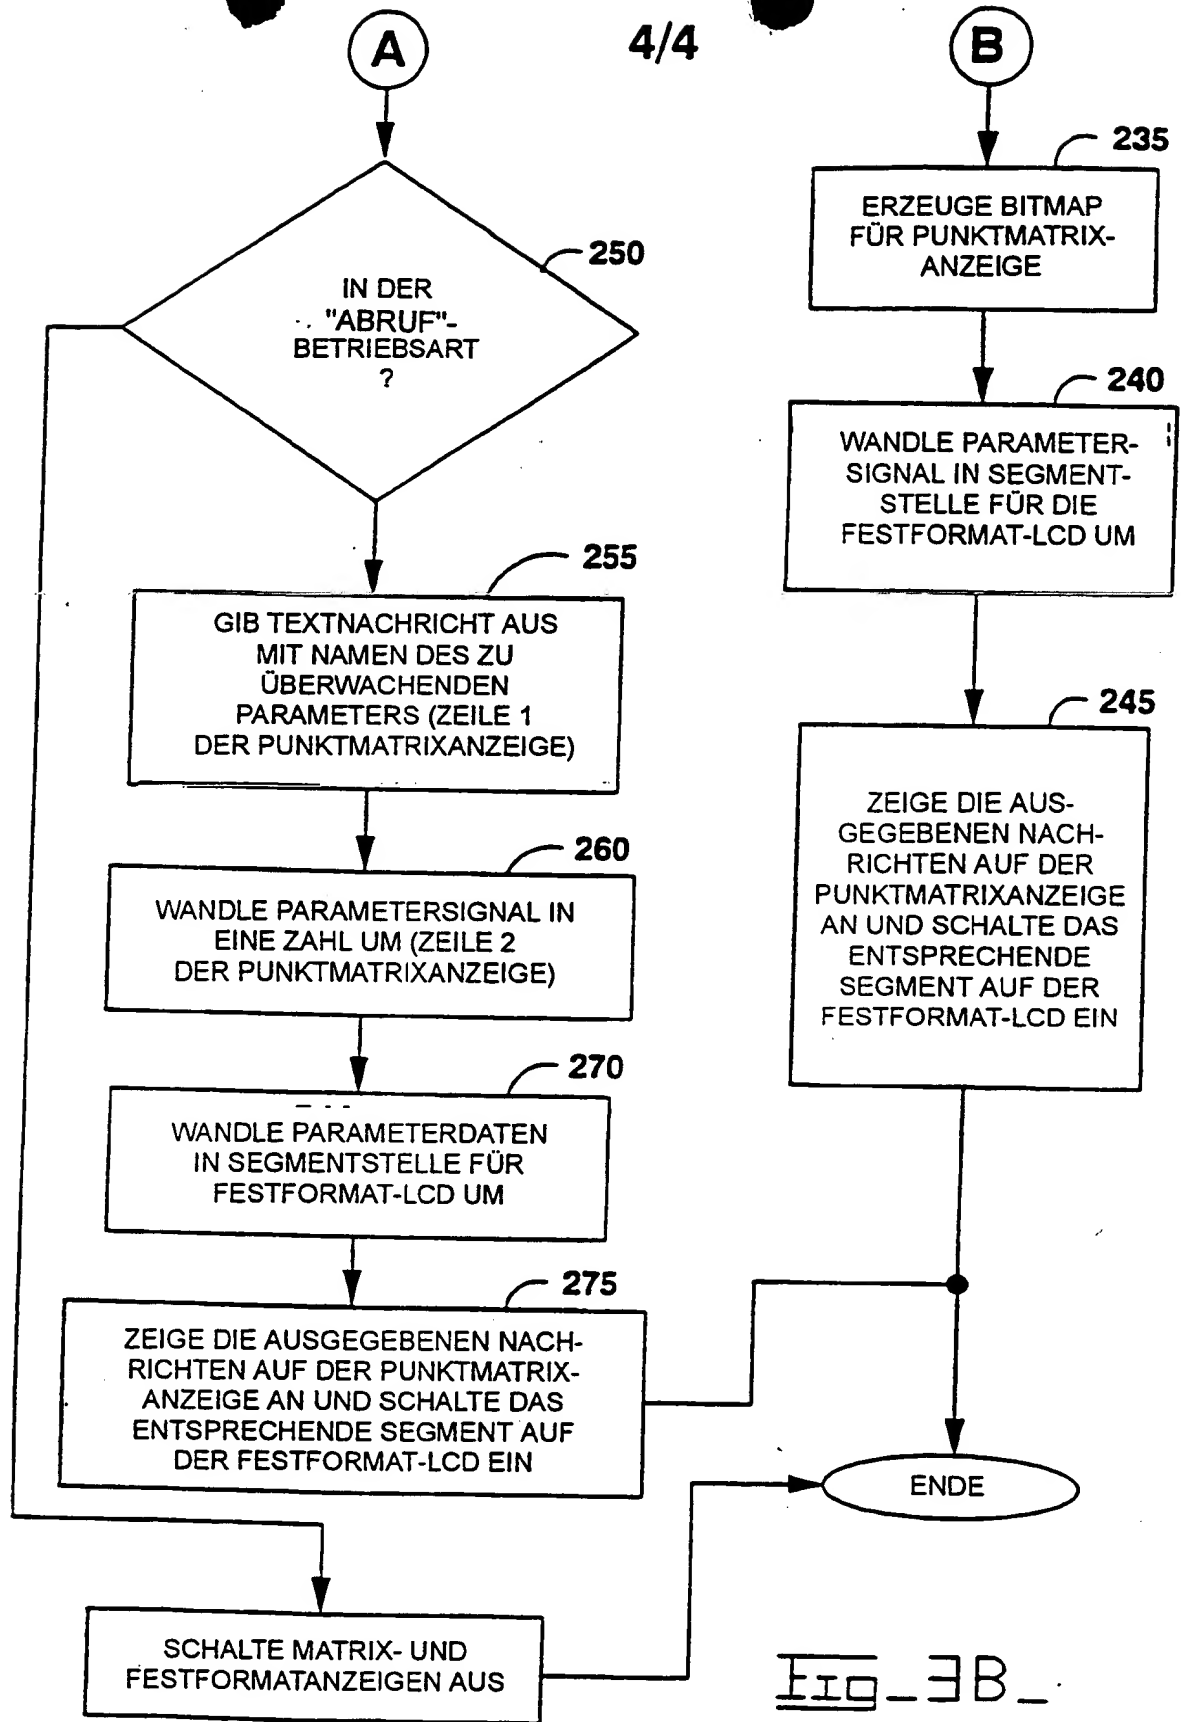 4/4
A
250
IN DER
"ABRUF"-
BETRIEBSART
?
255
GIB TEXTNACHRICHT AUS
MIT NAMEN DES ZU
ÜBERWACHENDEN
PARAMETERS (ZEILE 1
DER PUNKTMATRIXANZEIGE)
260
WANDLE PARAMETERSIGNAL IN
EINE ZAHL UM (ZEILE 2
DER PUNKTMATRIXANZEIGE)
270
WANDLE PARAMETERDATEN
IN SEGMENTSTELLE FÜR
FESTFORMAT-LCD UM
275
ZEIGE DIE AUSGEGEBENEN NACH-
RICHTEN AUF DER PUNKTMATRIX-
ANZEIGE AN UND SCHALTE DAS
ENTSPRECHENDE SEGMENT AUF
DER FESTFORMAT-LCD EIN
SCHALTE MATRIX- UND
FESTFORMATANZEIGEN AUS
B
235
ERZEUGE BITMAP
FÜR PUNKTMATRIX-
ANZEIGE
240
WANDLE PARAMETER-
SIGNAL IN SEGMENT-
STELLE FÜR DIE
FESTFORMAT-LCD UM
245
ZEIGE DIE AUS-
GEGEBENEN NACH-
RICHTEN AUF DER
PUNKTMATRIXANZEIGE
AN UND SCHALTE DAS
ENTSPRECHENDE
SEGMENT AUF DER
FESTFORMAT-LCD EIN
ENDE
Fig_3B_